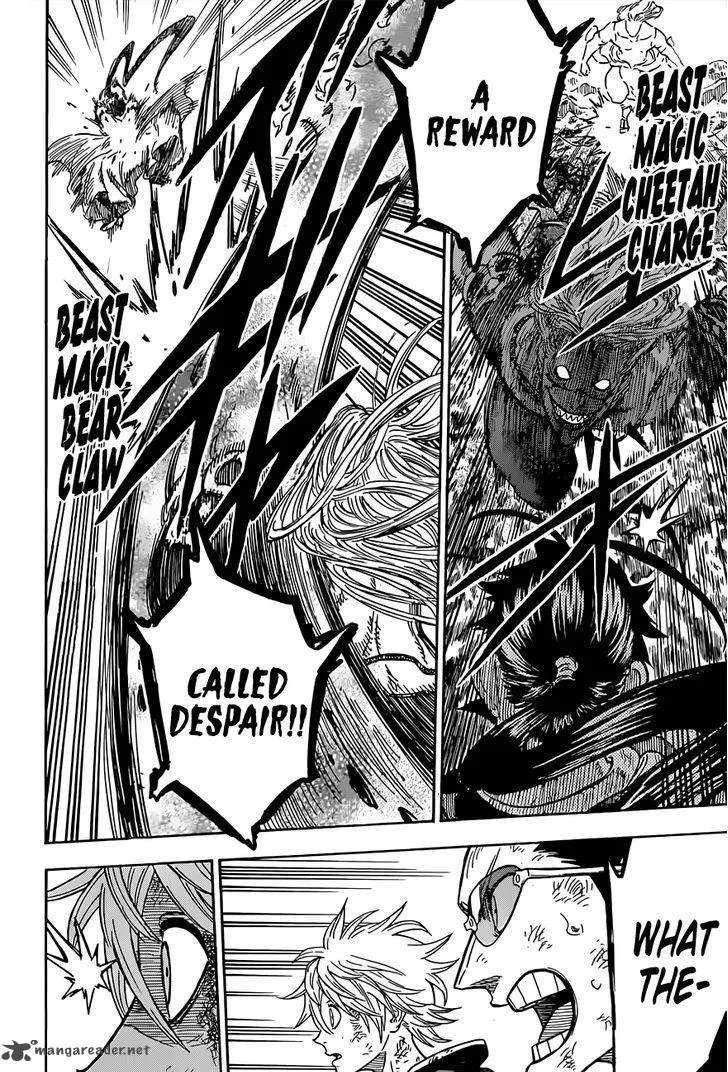 BEAST
MAGIC
CHEETAH
CHARGE
A
REWARD
BEAST
MAGIC
BEAR
CLAW
CALLED
DESPAIR!!
WHAT
THE-
mangareader.net